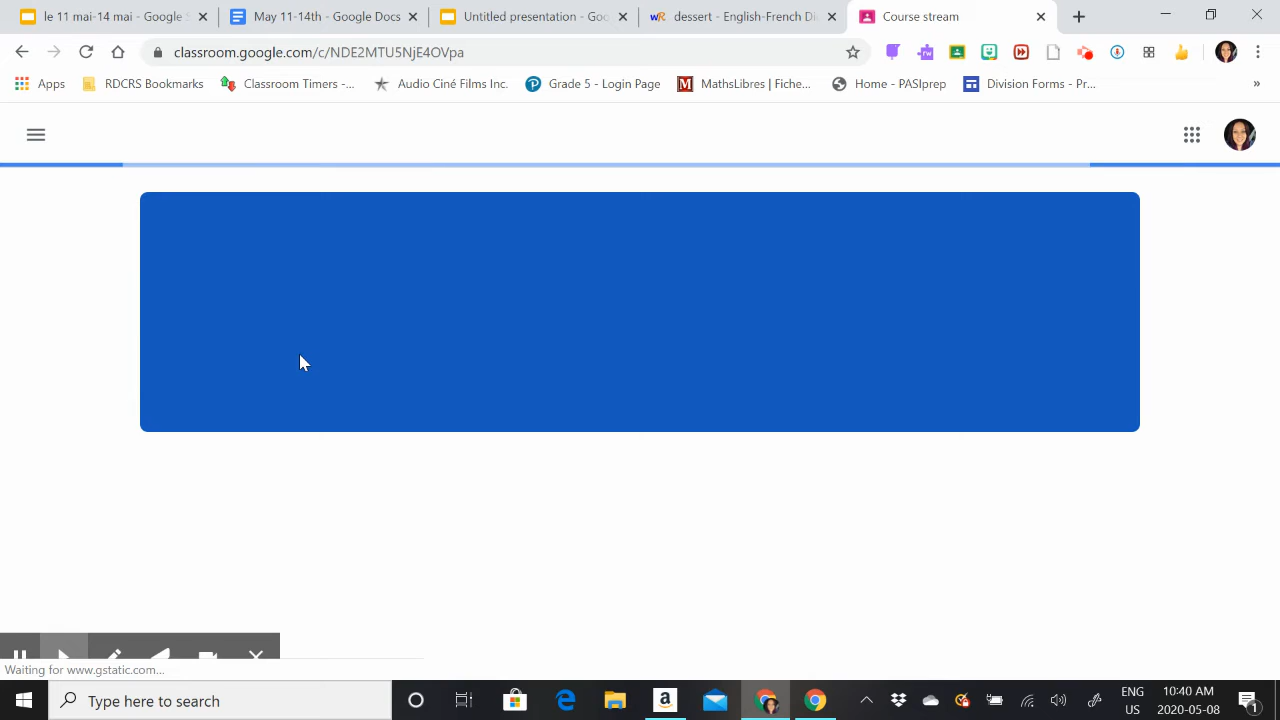 le 11 mai-14 mai - Google S
May 11-14th - Google Docs
Untitled presentation - Goo
wR dessert - English-French Di
Course stream
classroom.google.com/c/NDE2MTU5NjE4OVpa
Apps
RDCRS Bookmarks
Classroom Timers -...
Audio Ciné Films Inc.
Grade 5 - Login Page
MathsLibres | Fiche...
Home - PASIprep
Division Forms - Pr...
»
Waiting for www.gstatic.com...
Type here to search
ENG
US
10:40 AM
2020-05-08
1